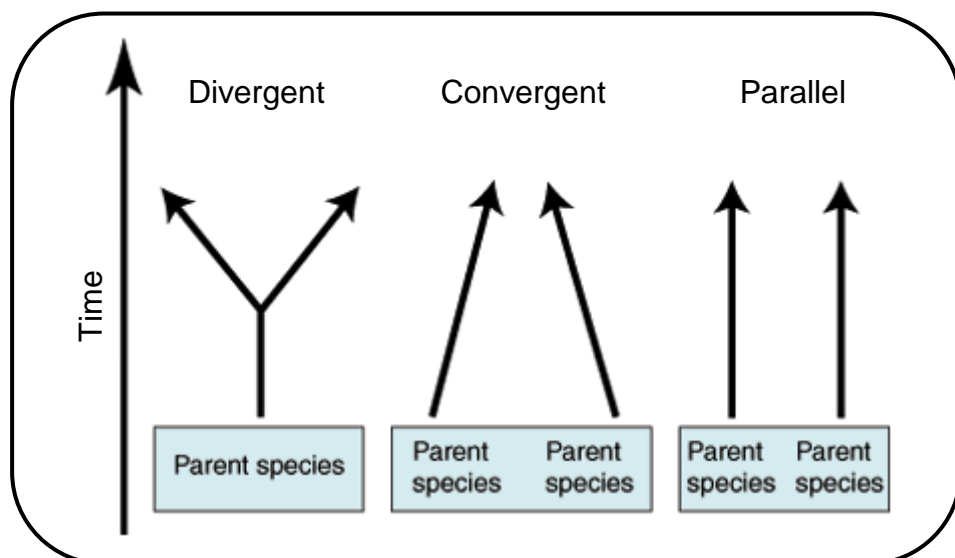 Divergent
Convergent
Parallel
Time
Parent species
Parent
species
Parent
species
Parent
species
Parent
species